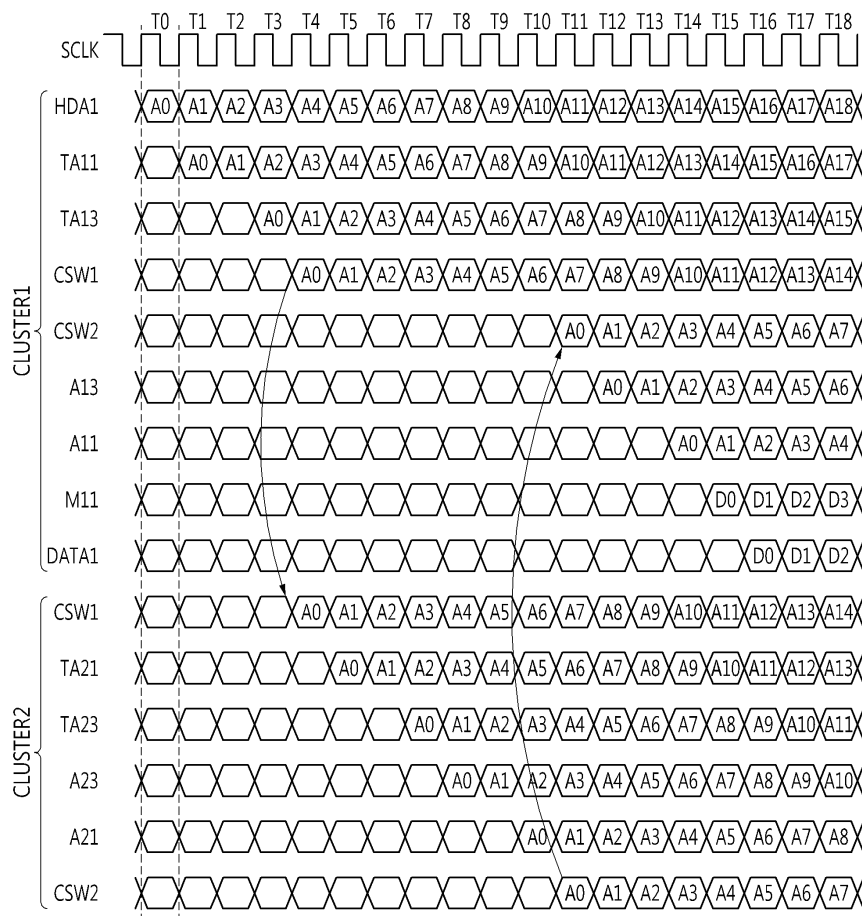 T0 T1 T2 T3 T4 T5 T6 T7 T8 T9 T10 T11 T12 T13 T14 T15 T16 T17 T18
SCLK
CLUSTER1
HDA1 A0 A1 A2 A3 A4 A5 A6 A7 A8 A9 A10 A11 A12 A13 A14 A15 A16 A17 A18
TA11 A0 A1 A2 A3 A4 A5 A6 A7 A8 A9 A10 A11 A12 A13 A14 A15 A16 A17
TA13 A0 A1 A2 A3 A4 A5 A6 A7 A8 A9 A10 A11 A12 A13 A14 A15
CSW1 A0 A1 A2 A3 A4 A5 A6 A7 A8 A9 A10 A11 A12 A13 A14
CSW2 A0 A1 A2 A3 A4 A5 A6 A7
A13 A0 A1 A2 A3 A4 A5 A6
A11 A0 A1 A2 A3 A4
M11 D0 D1 D2 D3
DATA1 D0 D1 D2
CLUSTER2
CSW1 A0 A1 A2 A3 A4 A5 A6 A7 A8 A9 A10 A11 A12 A13 A14
TA21 A0 A1 A2 A3 A4 A5 A6 A7 A8 A9 A10 A11 A12 A13
TA23 A0 A1 A2 A3 A4 A5 A6 A7 A8 A9 A10 A11
A23 A0 A1 A2 A3 A4 A5 A6 A7 A8 A9 A10
A21 A0 A1 A2 A3 A4 A5 A6 A7 A8
CSW2 A0 A1 A2 A3 A4 A5 A6 A7